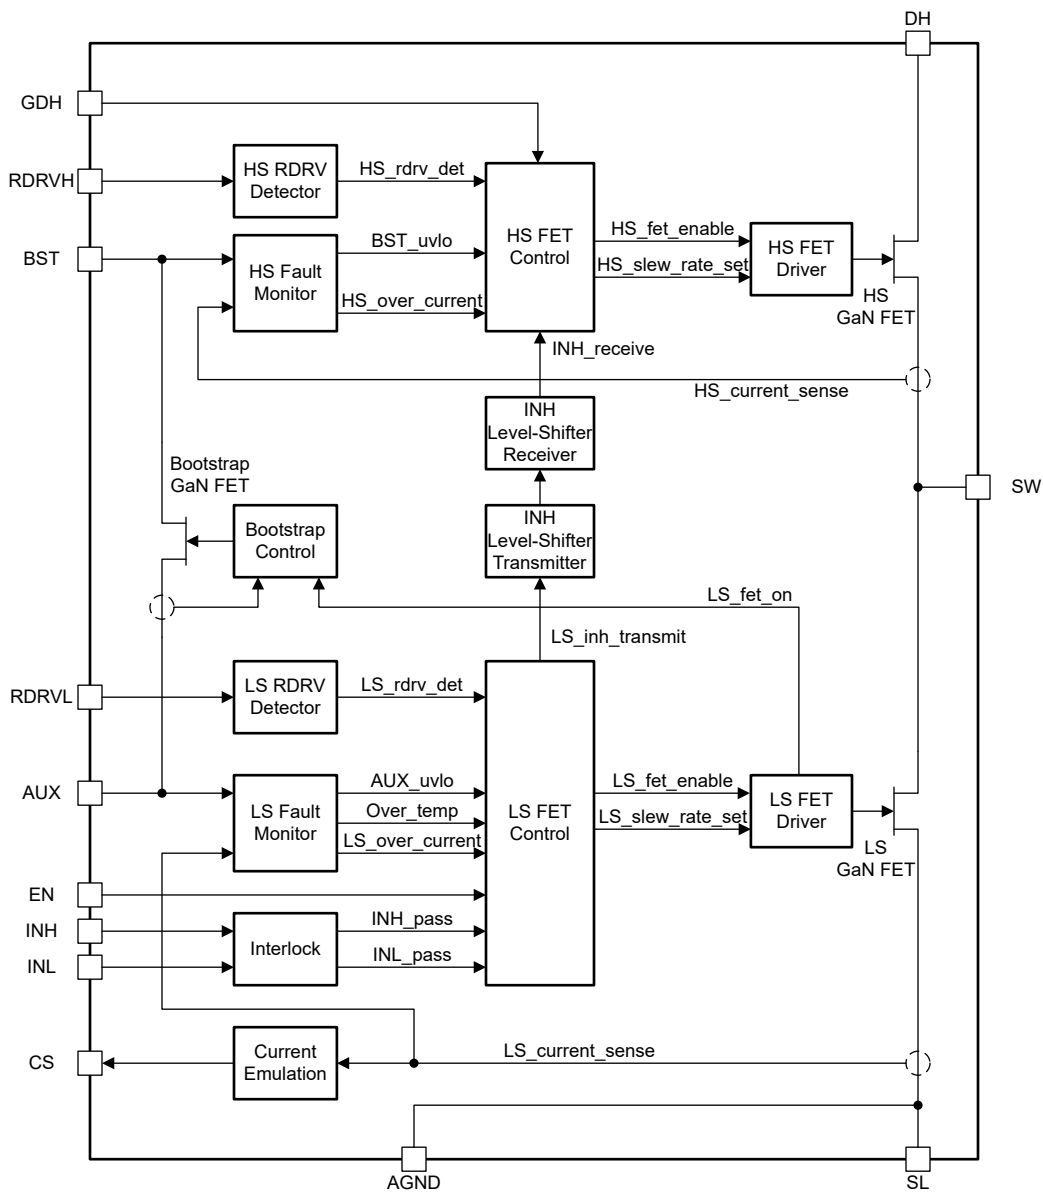 DH
GDH
RDRVH
HS RDRV
Detector
HS_rdrv_det
BST
HS Fault
Monitor
BST_uvlo
HS_over_current
HS FET
Control
HS_fet_enable
HS_slew_rate_set
HS FET
Driver
HS
GaN FET
INH_receive
HS_current_sense
INH
Level-Shifter
Receiver
Bootstrap
GaN FET
SW
Bootstrap
Control
INH
Level-Shifter
Transmitter
LS_fet_on
LS_inh_transmit
RDRVL
LS RDRV
Detector
LS_rdrv_det
AUX
LS Fault
Monitor
AUX_uvlo
Over_temp
LS_over_current
LS FET
Control
LS_fet_enable
LS_slew_rate_set
LS FET
Driver
LS
GaN FET
EN
INH
INL
Interlock
INH_pass
INL_pass
CS
Current
Emulation
LS_current_sense
AGND
SL